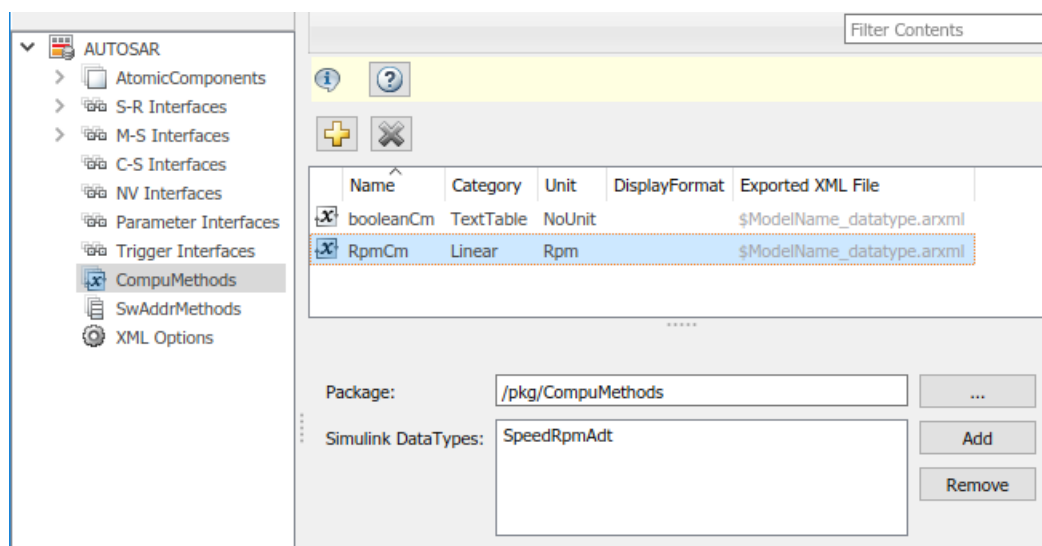 Filter Contents
AUTOSAR
AtomicComponents
S-R Interfaces
M-S Interfaces
C-S Interfaces
NV Interfaces
Parameter Interfaces
Trigger Interfaces
CompuMethods
SwAddrMethods
XML Options
Name Category Unit DisplayFormat Exported XML File
booleanCm TextTable NoUnit $ModelName_datatype.arxml
RpmCm Linear Rpm $ModelName_datatype.arxml
Package: /pkg/CompuMethods ...
Simulink DataTypes: SpeedRpmAdt Add
Remove